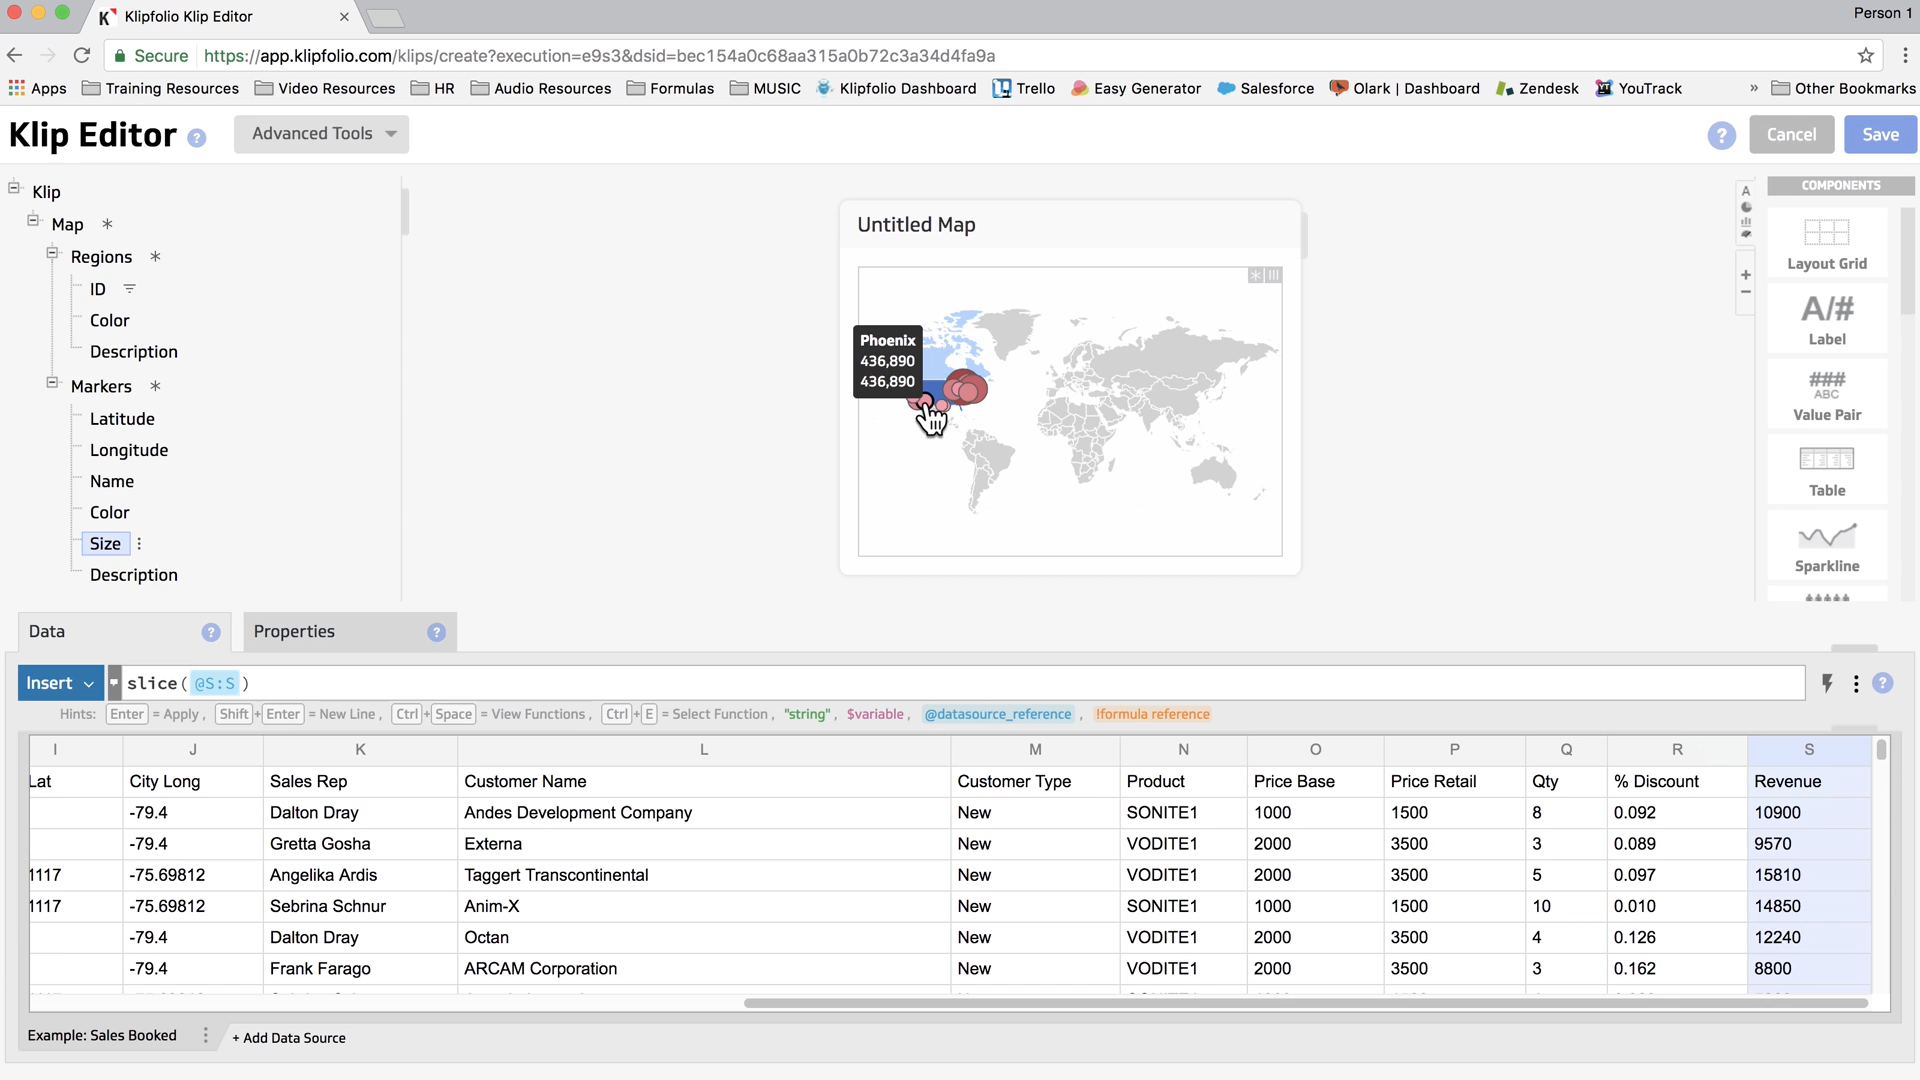 Klipfolio Klip Editor
Person 1
Secure https://app.klipfolio.com/klips/create?execution=e9s3&dsid=bec154a0c68aa315a0b72c3a34d4fa9a
Apps Training Resources Video Resources HR Audio Resources Formulas MUSIC Klipfolio Dashboard Trello Easy Generator Salesforce Olark | Dashboard Zendesk YouTrack » Other Bookmarks
Klip Editor ? Advanced Tools ? Cancel Save
Klip
Map *
Regions *
ID
Color
Description
Markers *
Latitude
Longitude
Name
Color
Size
Description
Untitled Map
Phoenix
436,890
436,890
COMPONENTS
Layout Grid
A/#
Label
###
ABC
Value Pair
Table
Sparkline
Data ? Properties ?
Insert slice( @S:S ) ?
Hints: Enter = Apply , Shift + Enter = New Line , Ctrl + Space = View Functions , Ctrl + E = Select Function , "string" , $variable , @datasource_reference , !formula reference
I J K L M N O P Q R S
Lat City Long Sales Rep Customer Name Customer Type Product Price Base Price Retail Qty % Discount Revenue
-79.4 Dalton Dray Andes Development Company New SONITE1 1000 1500 8 0.092 10900
-79.4 Gretta Gosha Externa New VODITE1 2000 3500 3 0.089 9570
1117 -75.69812 Angelika Ardis Taggert Transcontinental New VODITE1 2000 3500 5 0.097 15810
1117 -75.69812 Sebrina Schnur Anim-X New SONITE1 1000 1500 10 0.010 14850
-79.4 Dalton Dray Octan New VODITE1 2000 3500 4 0.126 12240
-79.4 Frank Farago ARCAM Corporation New VODITE1 2000 3500 3 0.162 8800
Example: Sales Booked + Add Data Source